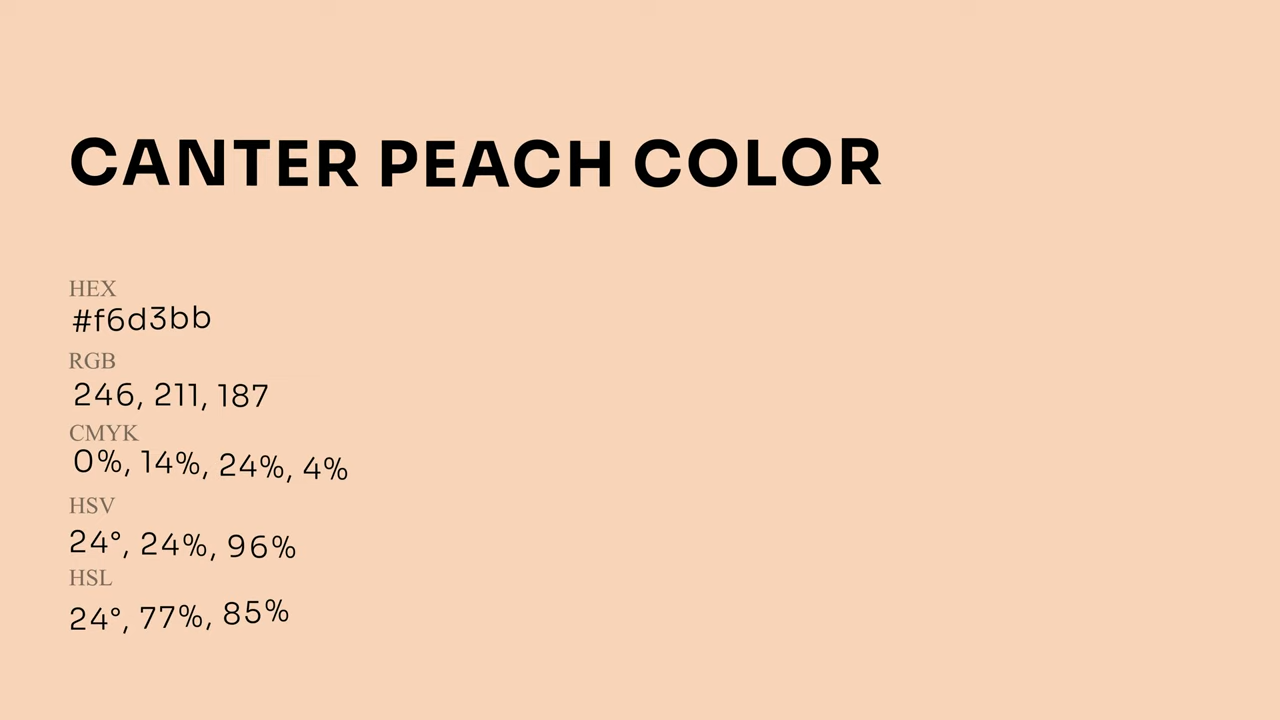 CANTER PEACH COLOR
HEX
#f6d3bb
RGB
246, 211, 187
CMYK
0%, 14%, 24%, 4%
HSV
24°, 24%, 96%
HSL
24°, 77%, 85%